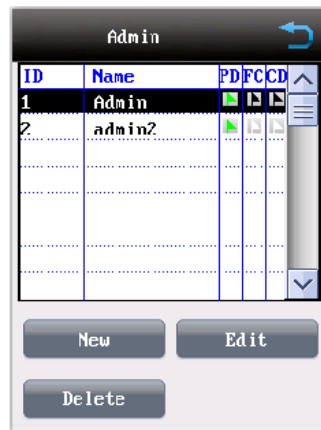 Admin
ID Name PD FC CD
1 Admin
2 admin2
New Edit
Delete